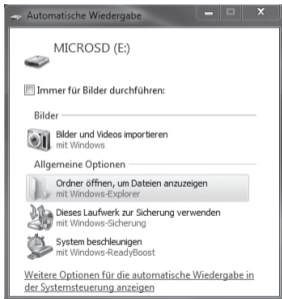 Automatische Wiedergabe
MICROSD (E:)
Immer für Bilder durchführen:
Bilder
Bilder und Videos importieren
mit Windows
Allgemeine Optionen
Ordner öffnen, um Dateien anzuzeigen
mit Windows-Explorer
Dieses Laufwerk zur Sicherung verwenden
mit Windows-Sicherung
System beschleunigen
mit Windows-ReadyBoost
Weitere Optionen für die automatische Wiedergabe in
der Systemsteuerung anzeigen